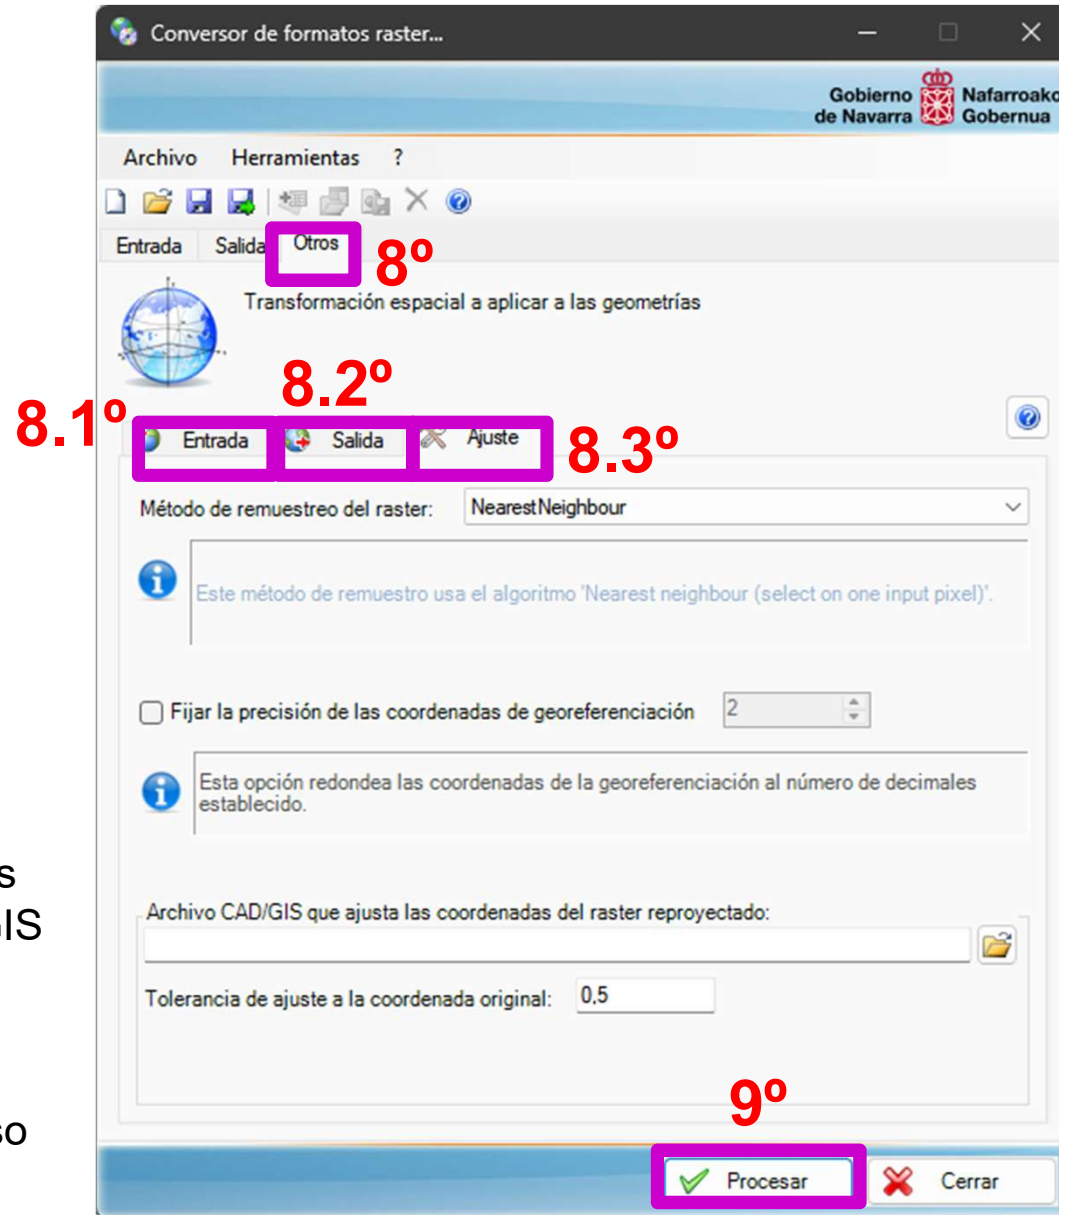 Conversor de formatos raster...
Gobierno de Navarra
Nafarroako Gobernua
Archivo Herramientas ?
Entrada Salida Otros
8º
Transformación espacial a aplicar a las geometrías
8.1º
8.2º
8.3º
Entrada Salida Ajuste
Método de remuestreo del raster: NearestNeighbour
Este método de remuestro usa el algoritmo 'Nearest neighbour (select on one input pixel)'.
Fijar la precisión de las coordenadas de georeferenciación 2
Esta opción redondea las coordenadas de la georeferenciación al número de decimales
establecido.
Archivo CAD/GIS que ajusta las coordenadas del raster reproyectado:
Tolerancia de ajuste a la coordenada original: 0,5
9º
Procesar Cerrar